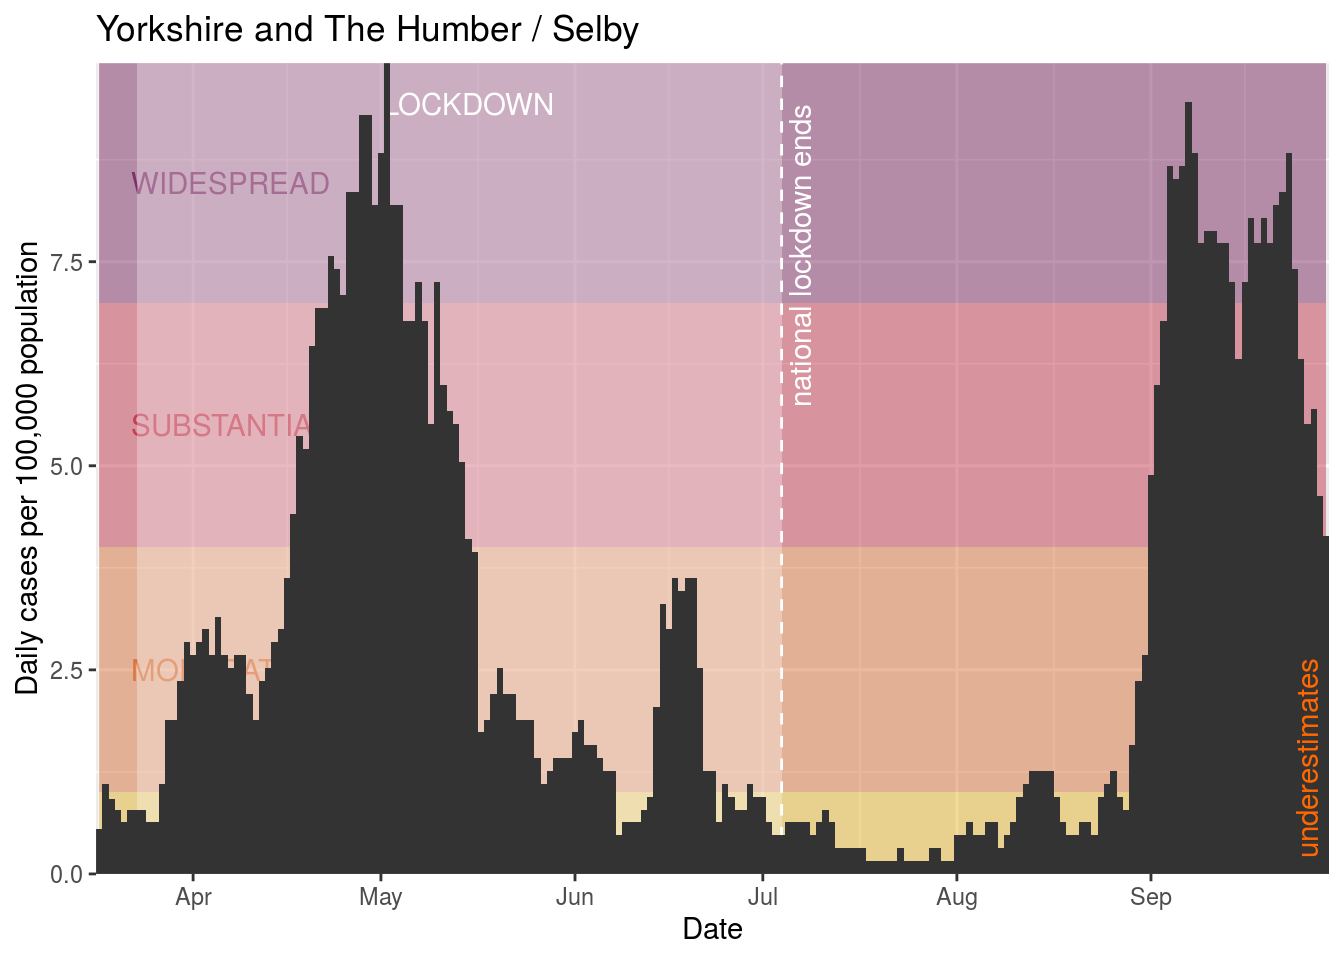 Yorkshire and The Humber / Selby
LOCKDOWN
WIDESPREAD
national lockdown ends
Daily cases per 100,000 population
7.5
SUBSTANTIA
5.0
2.5
underestimates
0.0
Apr
May
Jun
Jul
Aug
Sep
Date